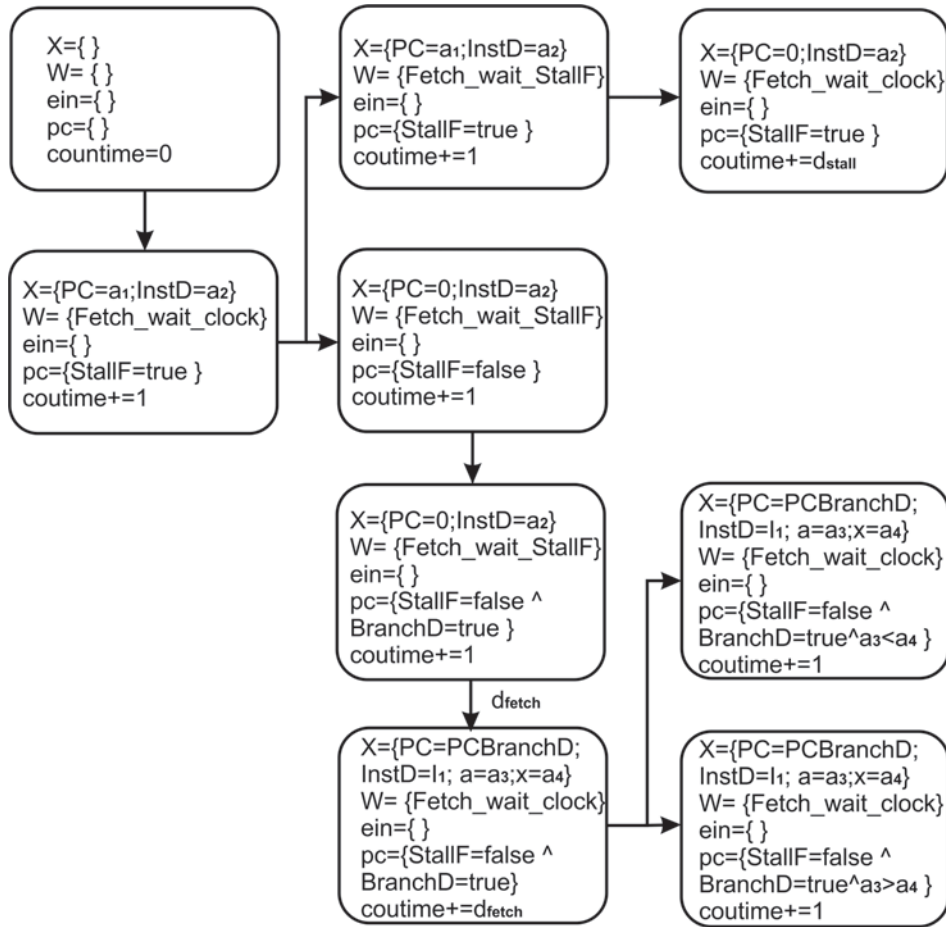 X={ }
W= { }
ein={ }
pc={ }
countime=0
X={PC=a₁;InstD=a₂}
W= {Fetch_wait_StallF}
ein={ }
pc={StallF=true }
coutime+=1
X={PC=0;InstD=a₂}
W= {Fetch_wait_clock}
ein={ }
pc={StallF=true }
coutime+=dstall
X={PC=a₁;InstD=a₂}
W= {Fetch_wait_clock}
ein={ }
pc={StallF=true }
coutime+=1
X={PC=0;InstD=a₂}
W= {Fetch_wait_StallF}
ein={ }
pc={StallF=false }
coutime+=1
X={PC=0;InstD=a₂}
W= {Fetch_wait_StallF}
ein={ }
pc={StallF=false ^
BranchD=true }
coutime+=1
X={PC=PCBranchD;
InstD=I₁; a=a₃;x=a₄}
W= {Fetch_wait_clock}
ein={ }
pc={StallF=false ^
BranchD=true^a₃<a₄ }
coutime+=1
dfetch
X={PC=PCBranchD;
InstD=I₁; a=a₃;x=a₄}
W= {Fetch_wait_clock}
ein={ }
pc={StallF=false ^
BranchD=true}
coutime+=dfetch
X={PC=PCBranchD;
InstD=I₁; a=a₃;x=a₄}
W= {Fetch_wait_clock}
ein={ }
pc={StallF=false ^
BranchD=true^a₃>a₄ }
coutime+=1